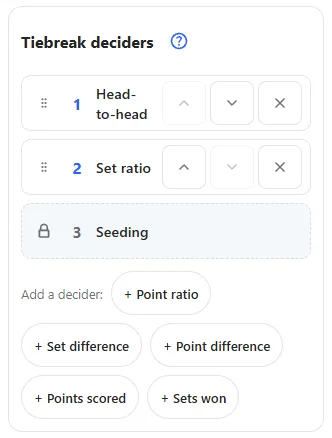 Tiebreak deciders ?
1 Head-
to-head
2 Set ratio
3 Seeding
Add a decider: + Point ratio
+ Set difference + Point difference
+ Points scored + Sets won